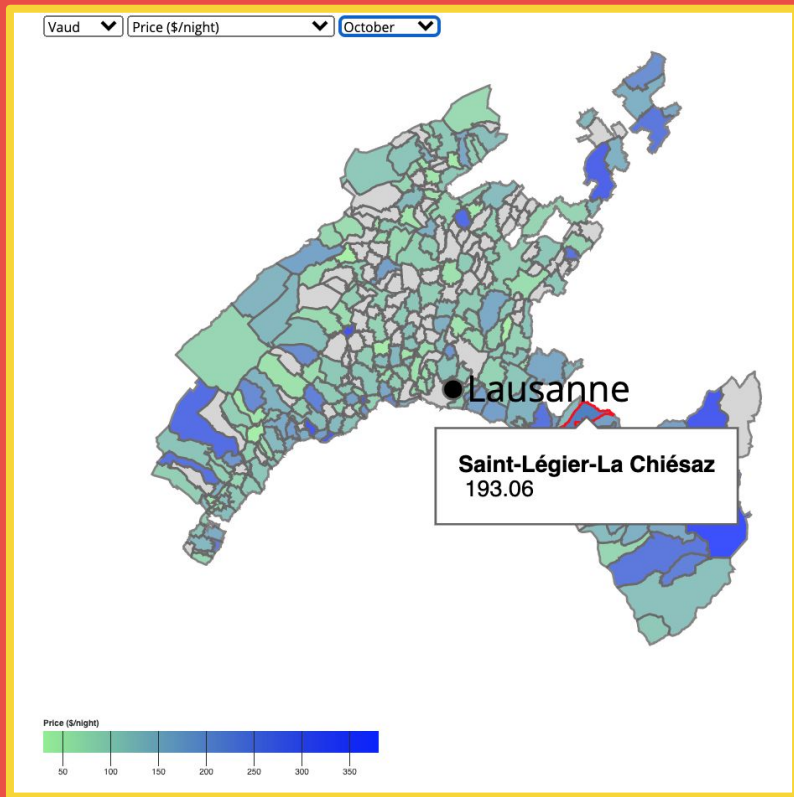 Vaud Price ($/night) October
Lausanne
Saint-Légier-La Chiésaz
193.06
Price ($/night)
50 100 150 200 250 300 350